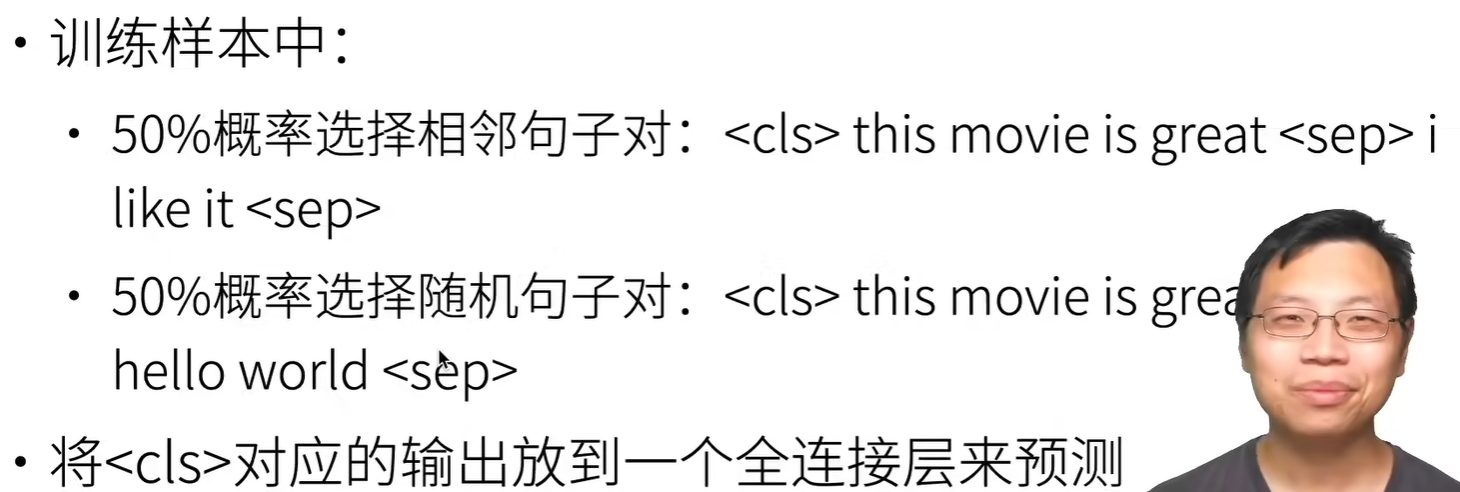 • 训练样本中：
• 50%概率选择相邻句子对：<cls> this movie is great <sep> i
like it <sep>
• 50%概率选择随机句子对：<cls> this movie is
hello world <sep>
• 将<cls>对应的输出放到一个全连接层来预测